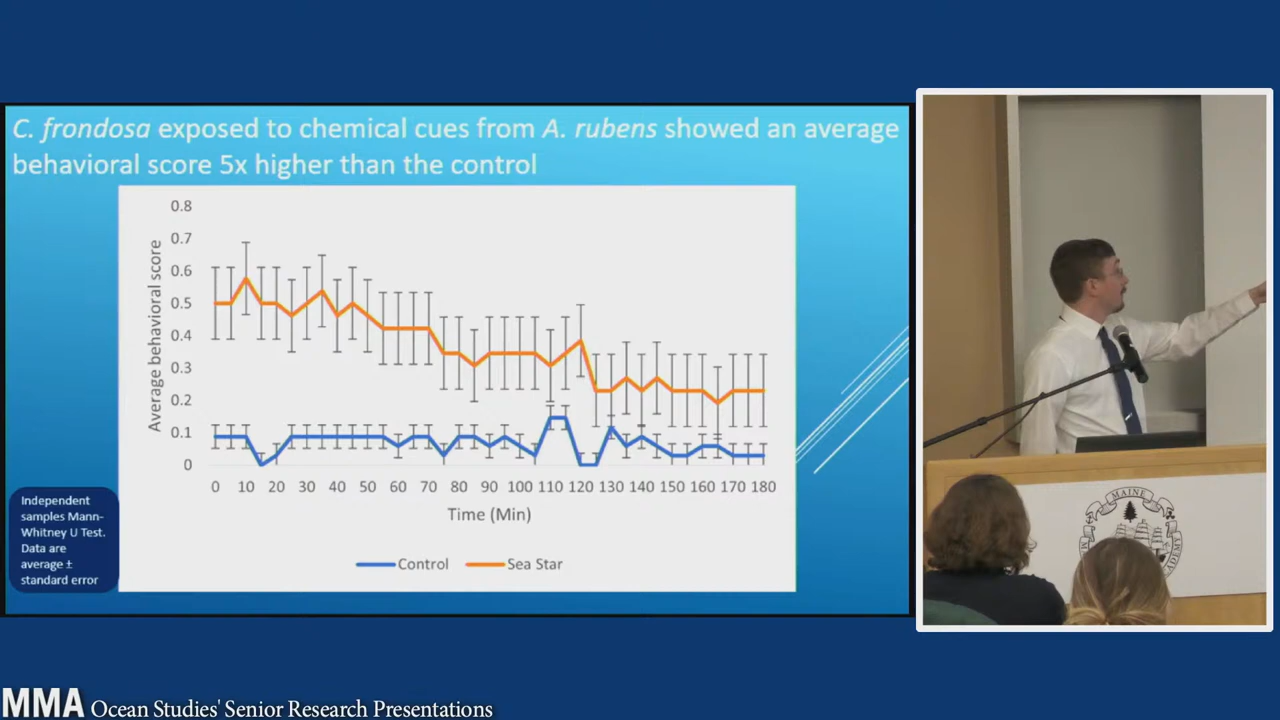 C. frondosa exposed to chemical cues from A. rubens showed an average
behavioral score 5x higher than the control
0.8
0.7
0.6
0.5
0.4
0.3
0.2
0.1
0
Average behavioral score
0 10 20 30 40 50 60 70 80 90 100 110 120 130 140 150 160 170 180
Time (Min)
Control Sea Star
Independent
samples Mann-
Whitney U Test.
Data are
average ±
standard error
MAINE
MMA Ocean Studies' Senior Research Presentations